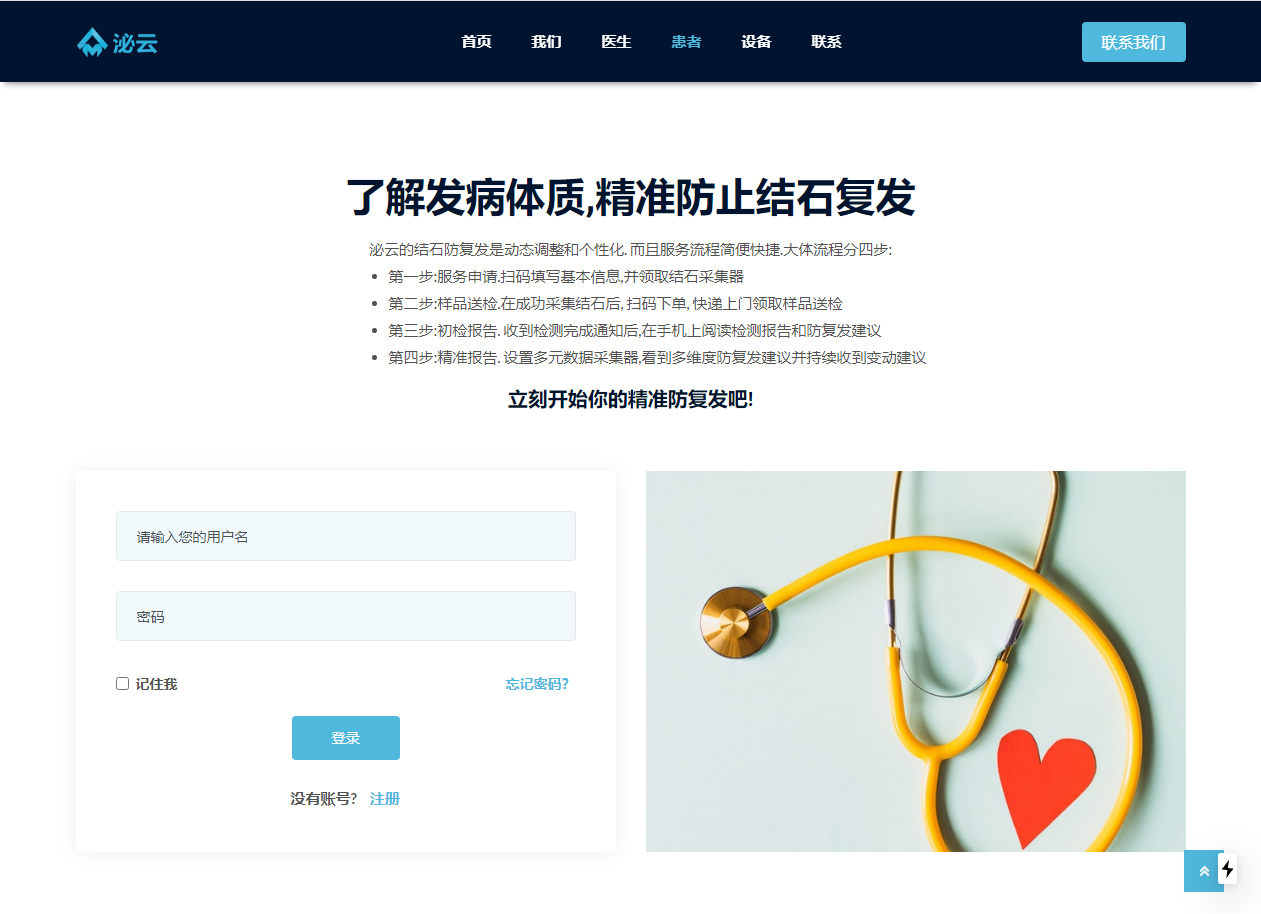 泌云
首页 我们 医生 患者 设备 联系
联系我们
了解发病体质,精准防止结石复发
泌云的结石防复发是动态调整和个性化. 而且服务流程简便快捷.大体流程分四步:
第一步:服务申请.扫码填写基本信息,并领取结石采集器
第二步:样品送检.在成功采集结石后, 扫码下单, 快递上门领取样品送检
第三步:初检报告. 收到检测完成通知后,在手机上阅读检测报告和防复发建议
第四步:精准报告. 设置多元数据采集器,看到多维度防复发建议并持续收到变动建议
立刻开始你的精准防复发吧!
请输入您的用户名
密码
记住我 忘记密码?
登录
没有账号? 注册